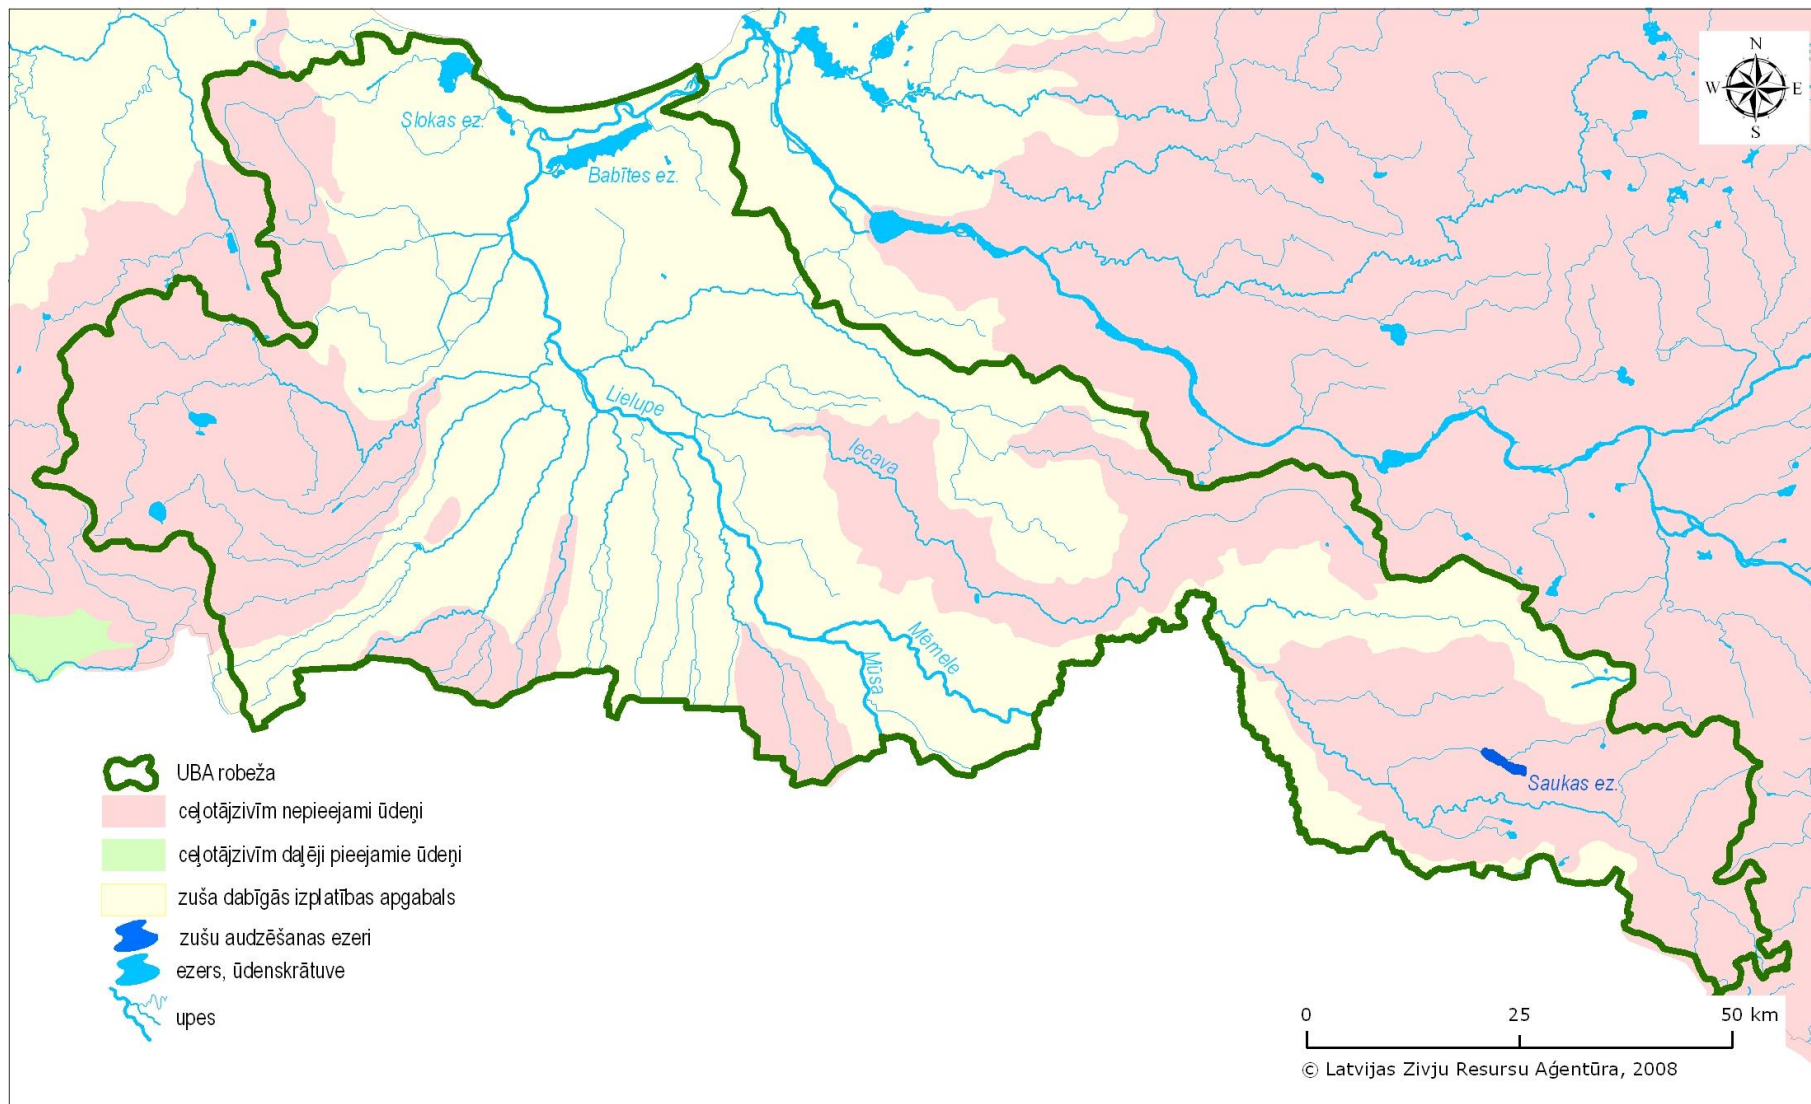 N
W E
S
Slokas ez.
Babītes ez.
Lielupe
Iecava
Mēmele
Mūsa
Saukas ez.
UBA robeža
ceļotājzivīm nepieejami ūdeņi
ceļotājzivīm daļēji pieejamie ūdeņi
zuša dabīgās izplatības apgabals
zušu audzēšanas ezeri
ezers, ūdenskrātuve
upes
0 25 50 km
© Latvijas Zivju Resursu Aģentūra, 2008